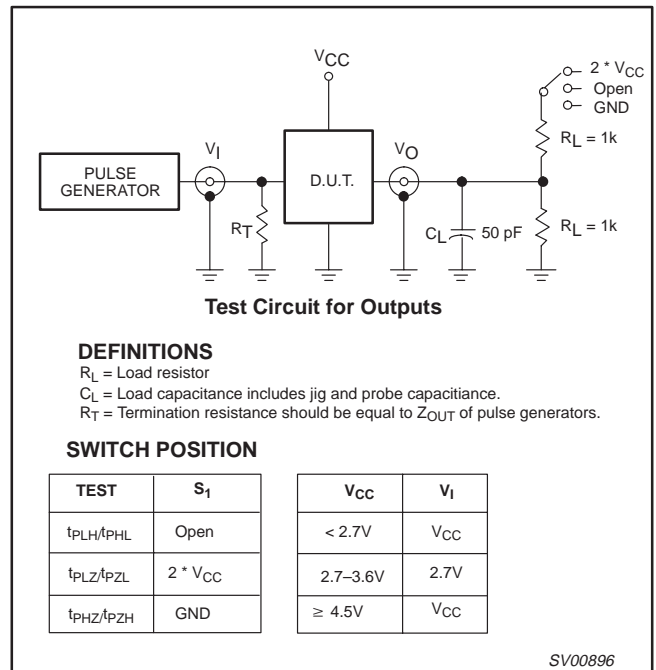 VCC
2 * VCC
Open
GND
VI
VO
RL = 1k
PULSE
GENERATOR
D.U.T.
RT
CL
50 pF
RL = 1k
Test Circuit for Outputs
DEFINITIONS
RL = Load resistor
CL = Load capacitance includes jig and probe capacitiance.
RT = Termination resistance should be equal to ZOUT of pulse generators.
SWITCH POSITION
TEST S1
tPLH/tPHL Open
tPLZ/tPZL 2 * VCC
tPHZ/tPZH GND
VCC VI
< 2.7V VCC
2.7–3.6V 2.7V
≥ 4.5V VCC
SV00896